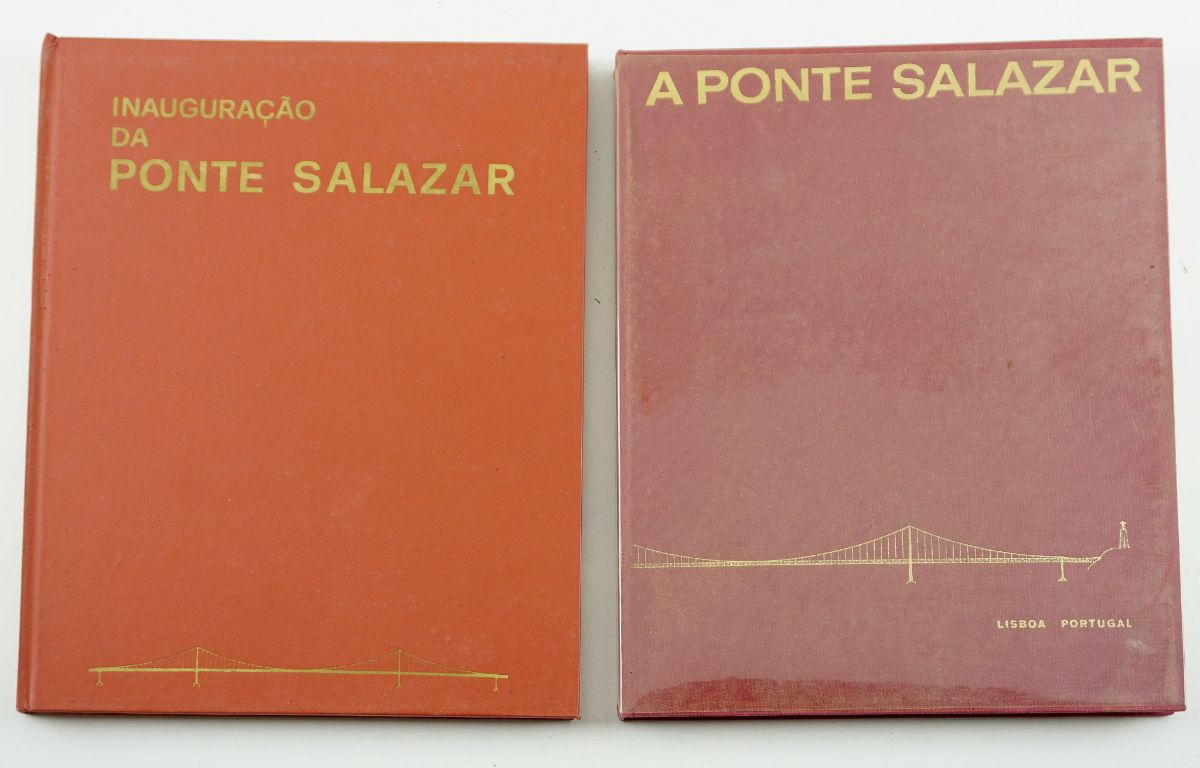 INAUGURAÇÃO
DA
PONTE SALAZAR
A PONTE SALAZAR
LISBOA PORTUGAL